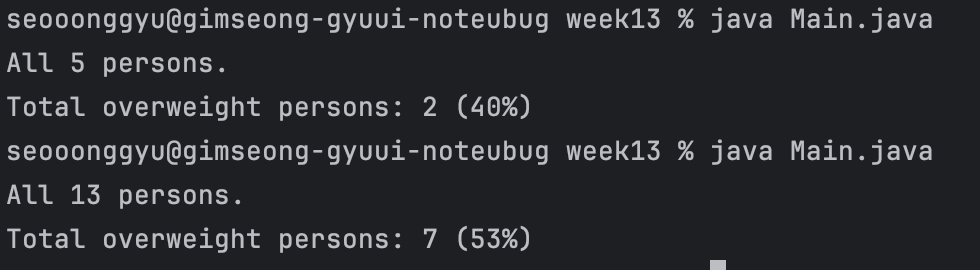 seooonggyu@gimseong-gyuui-noteubug week13 % java Main.java
All 5 persons.
Total overweight persons: 2 (40%)
seooonggyu@gimseong-gyuui-noteubug week13 % java Main.java
All 13 persons.
Total overweight persons: 7 (53%)